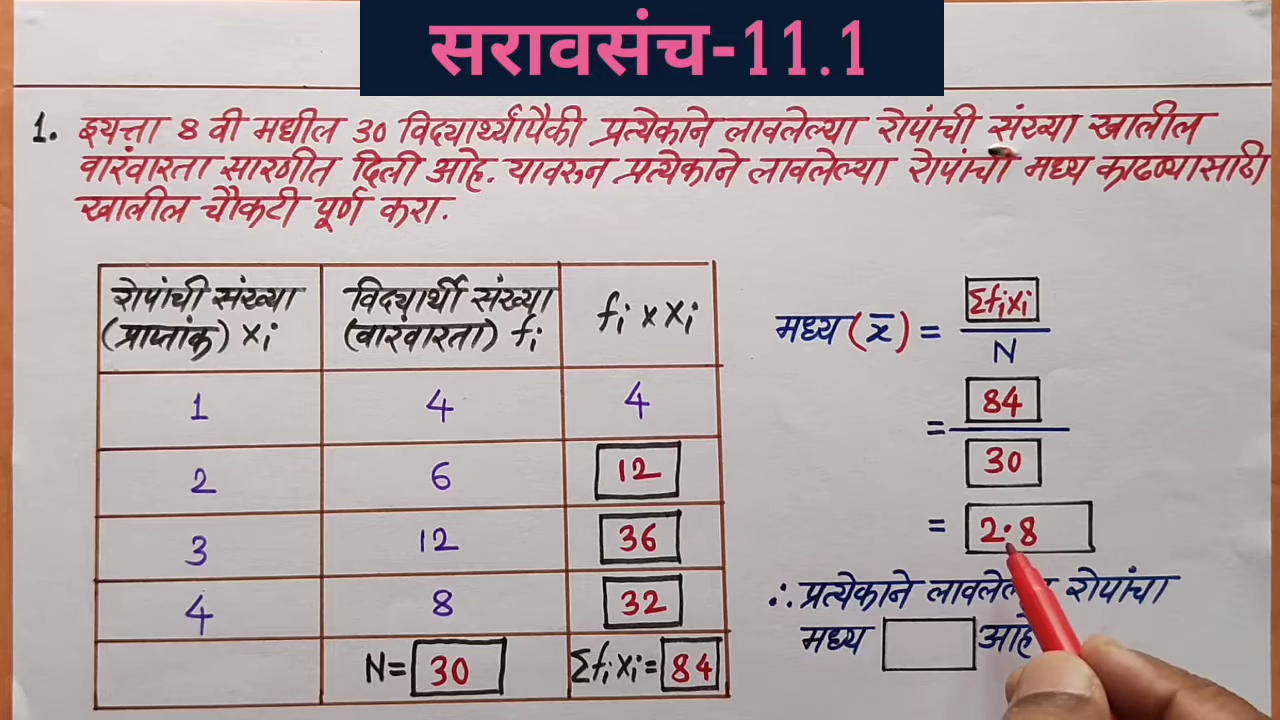 सरावसंच-11.1
1. इयत्ता 8 वी मधील 30 विद्यार्थ्यांपैकी प्रत्येकाने लावलेल्या रोपांची संख्या खालील
वारंवारता सारणीत दिली आहे. यावरून प्रत्येकाने लावलेल्या रोपांचा मध्य काढण्यासाठी
खालील चौकटी पूर्ण करा.
रोपांची संख्या विद्यार्थी संख्या fᵢ x xᵢ
(प्राप्तांक) xᵢ (वारंवारता) fᵢ
1 4 4
2 6 12
3 12 36
4 8 32
N= 30 Σfᵢxᵢ= 84
मध्य (x̄) = Σfᵢxᵢ
N
= 84
30
= 2.8
∴ प्रत्येकाने रोपांचा
मध्य आहे